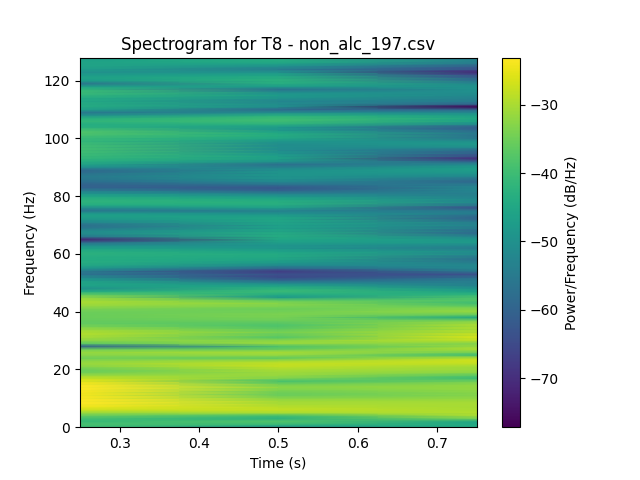 Spectrogram for T8 - non_alc_197.csv
120
100
80
60
40
20
0
Frequency (Hz)
0.3 0.4 0.5 0.6 0.7
Time (s)
−30
−40
−50
−60
−70
Power/Frequency (dB/Hz)